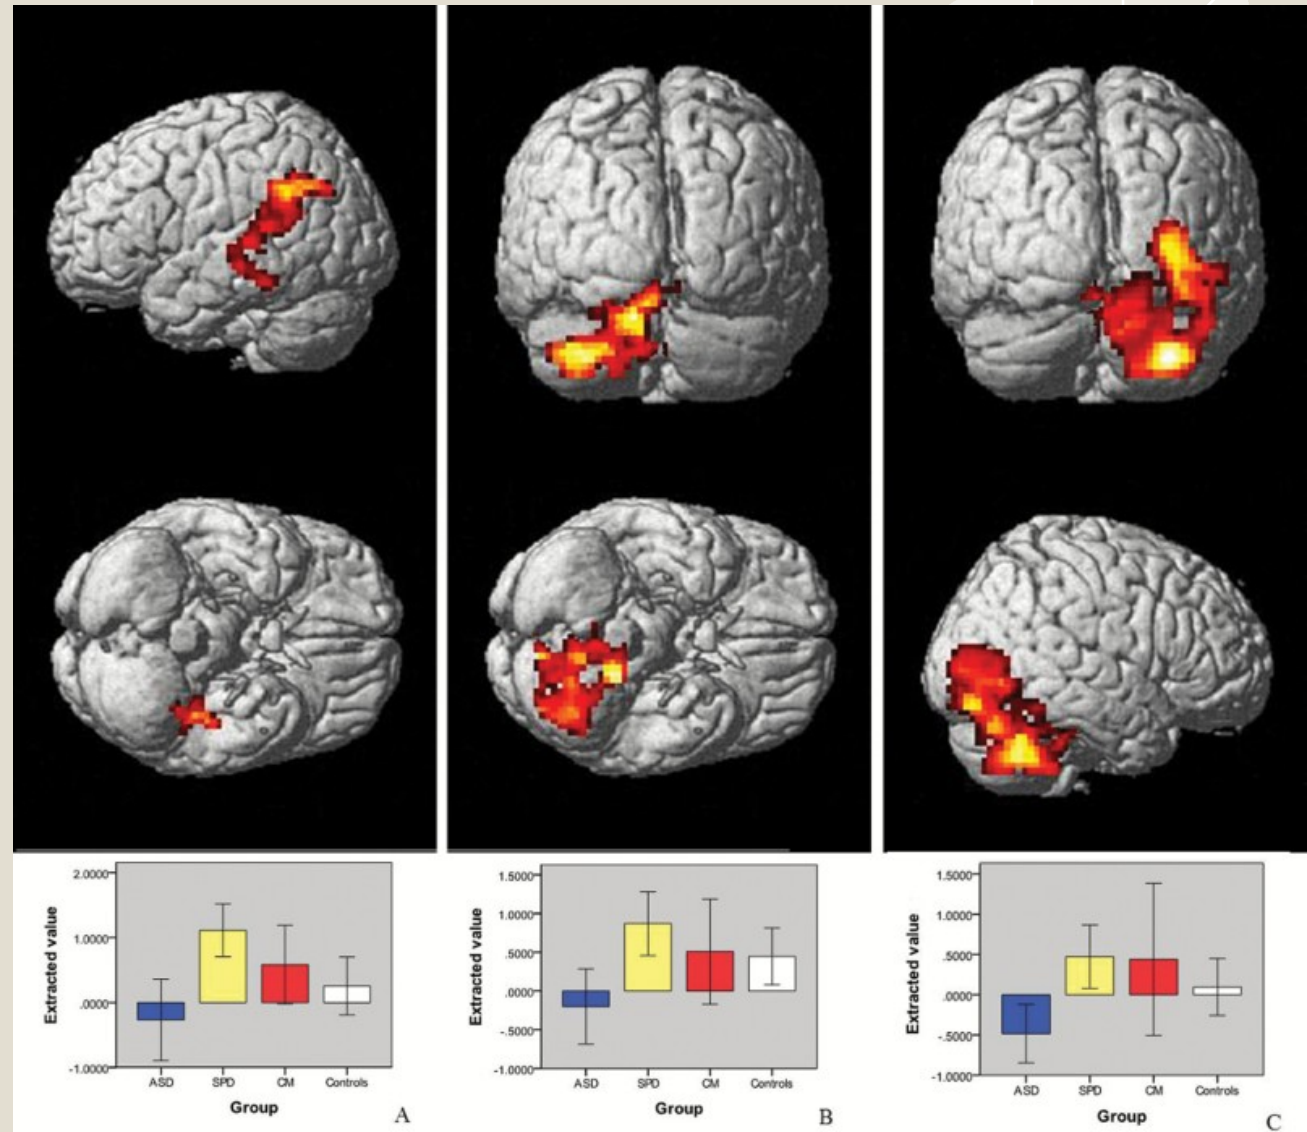 2.0000
1.0000
.0000
-1.0000
Extracted value
ASD SPD CM Controls
Group
A
1.5000
1.0000
.5000
.0000
-.5000
-1.0000
Extracted value
ASD SPD CM Controls
Group
B
1.5000
1.0000
.5000
.0000
-.5000
-1.0000
Extracted value
ASD SPD CM Controls
Group
C